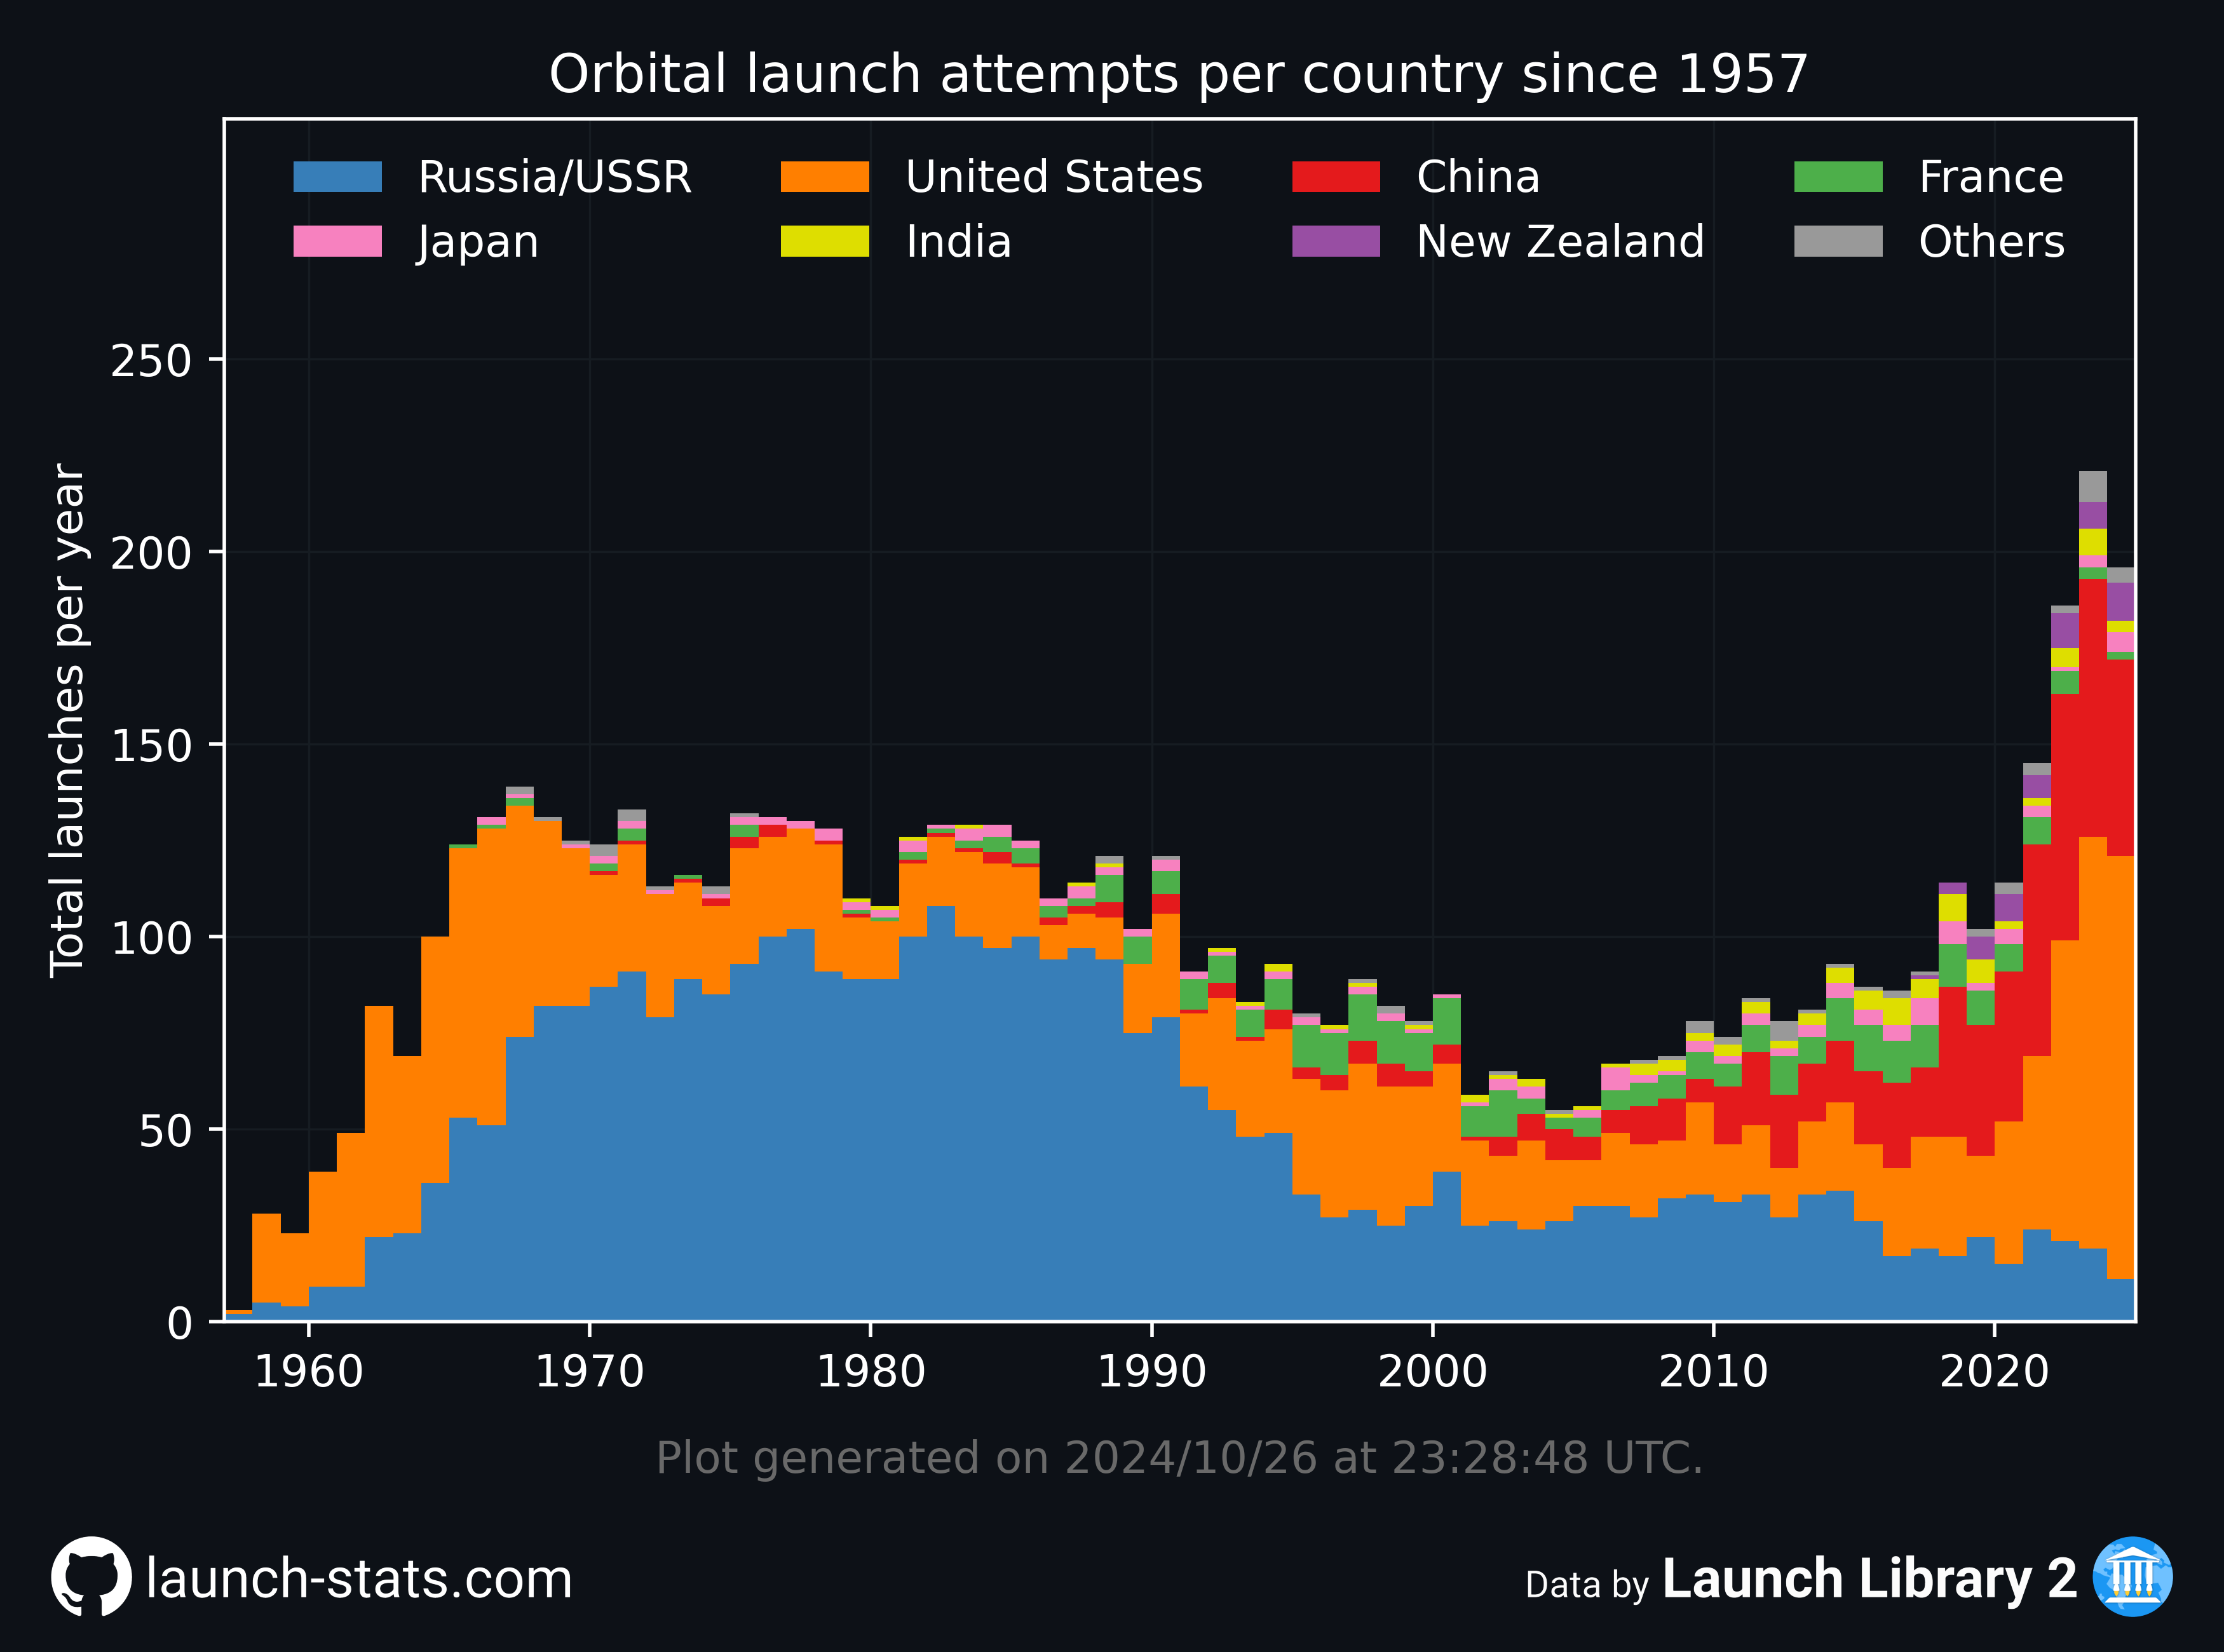 Orbital launch attempts per country since 1957
Russia/USSR United States China France
Japan India New Zealand Others
Total launches per year
250
200
150
100
50
0
1960 1970 1980 1990 2000 2010 2020
Plot generated on 2024/10/26 at 23:28:48 UTC.
launch-stats.com
Data by Launch Library 2